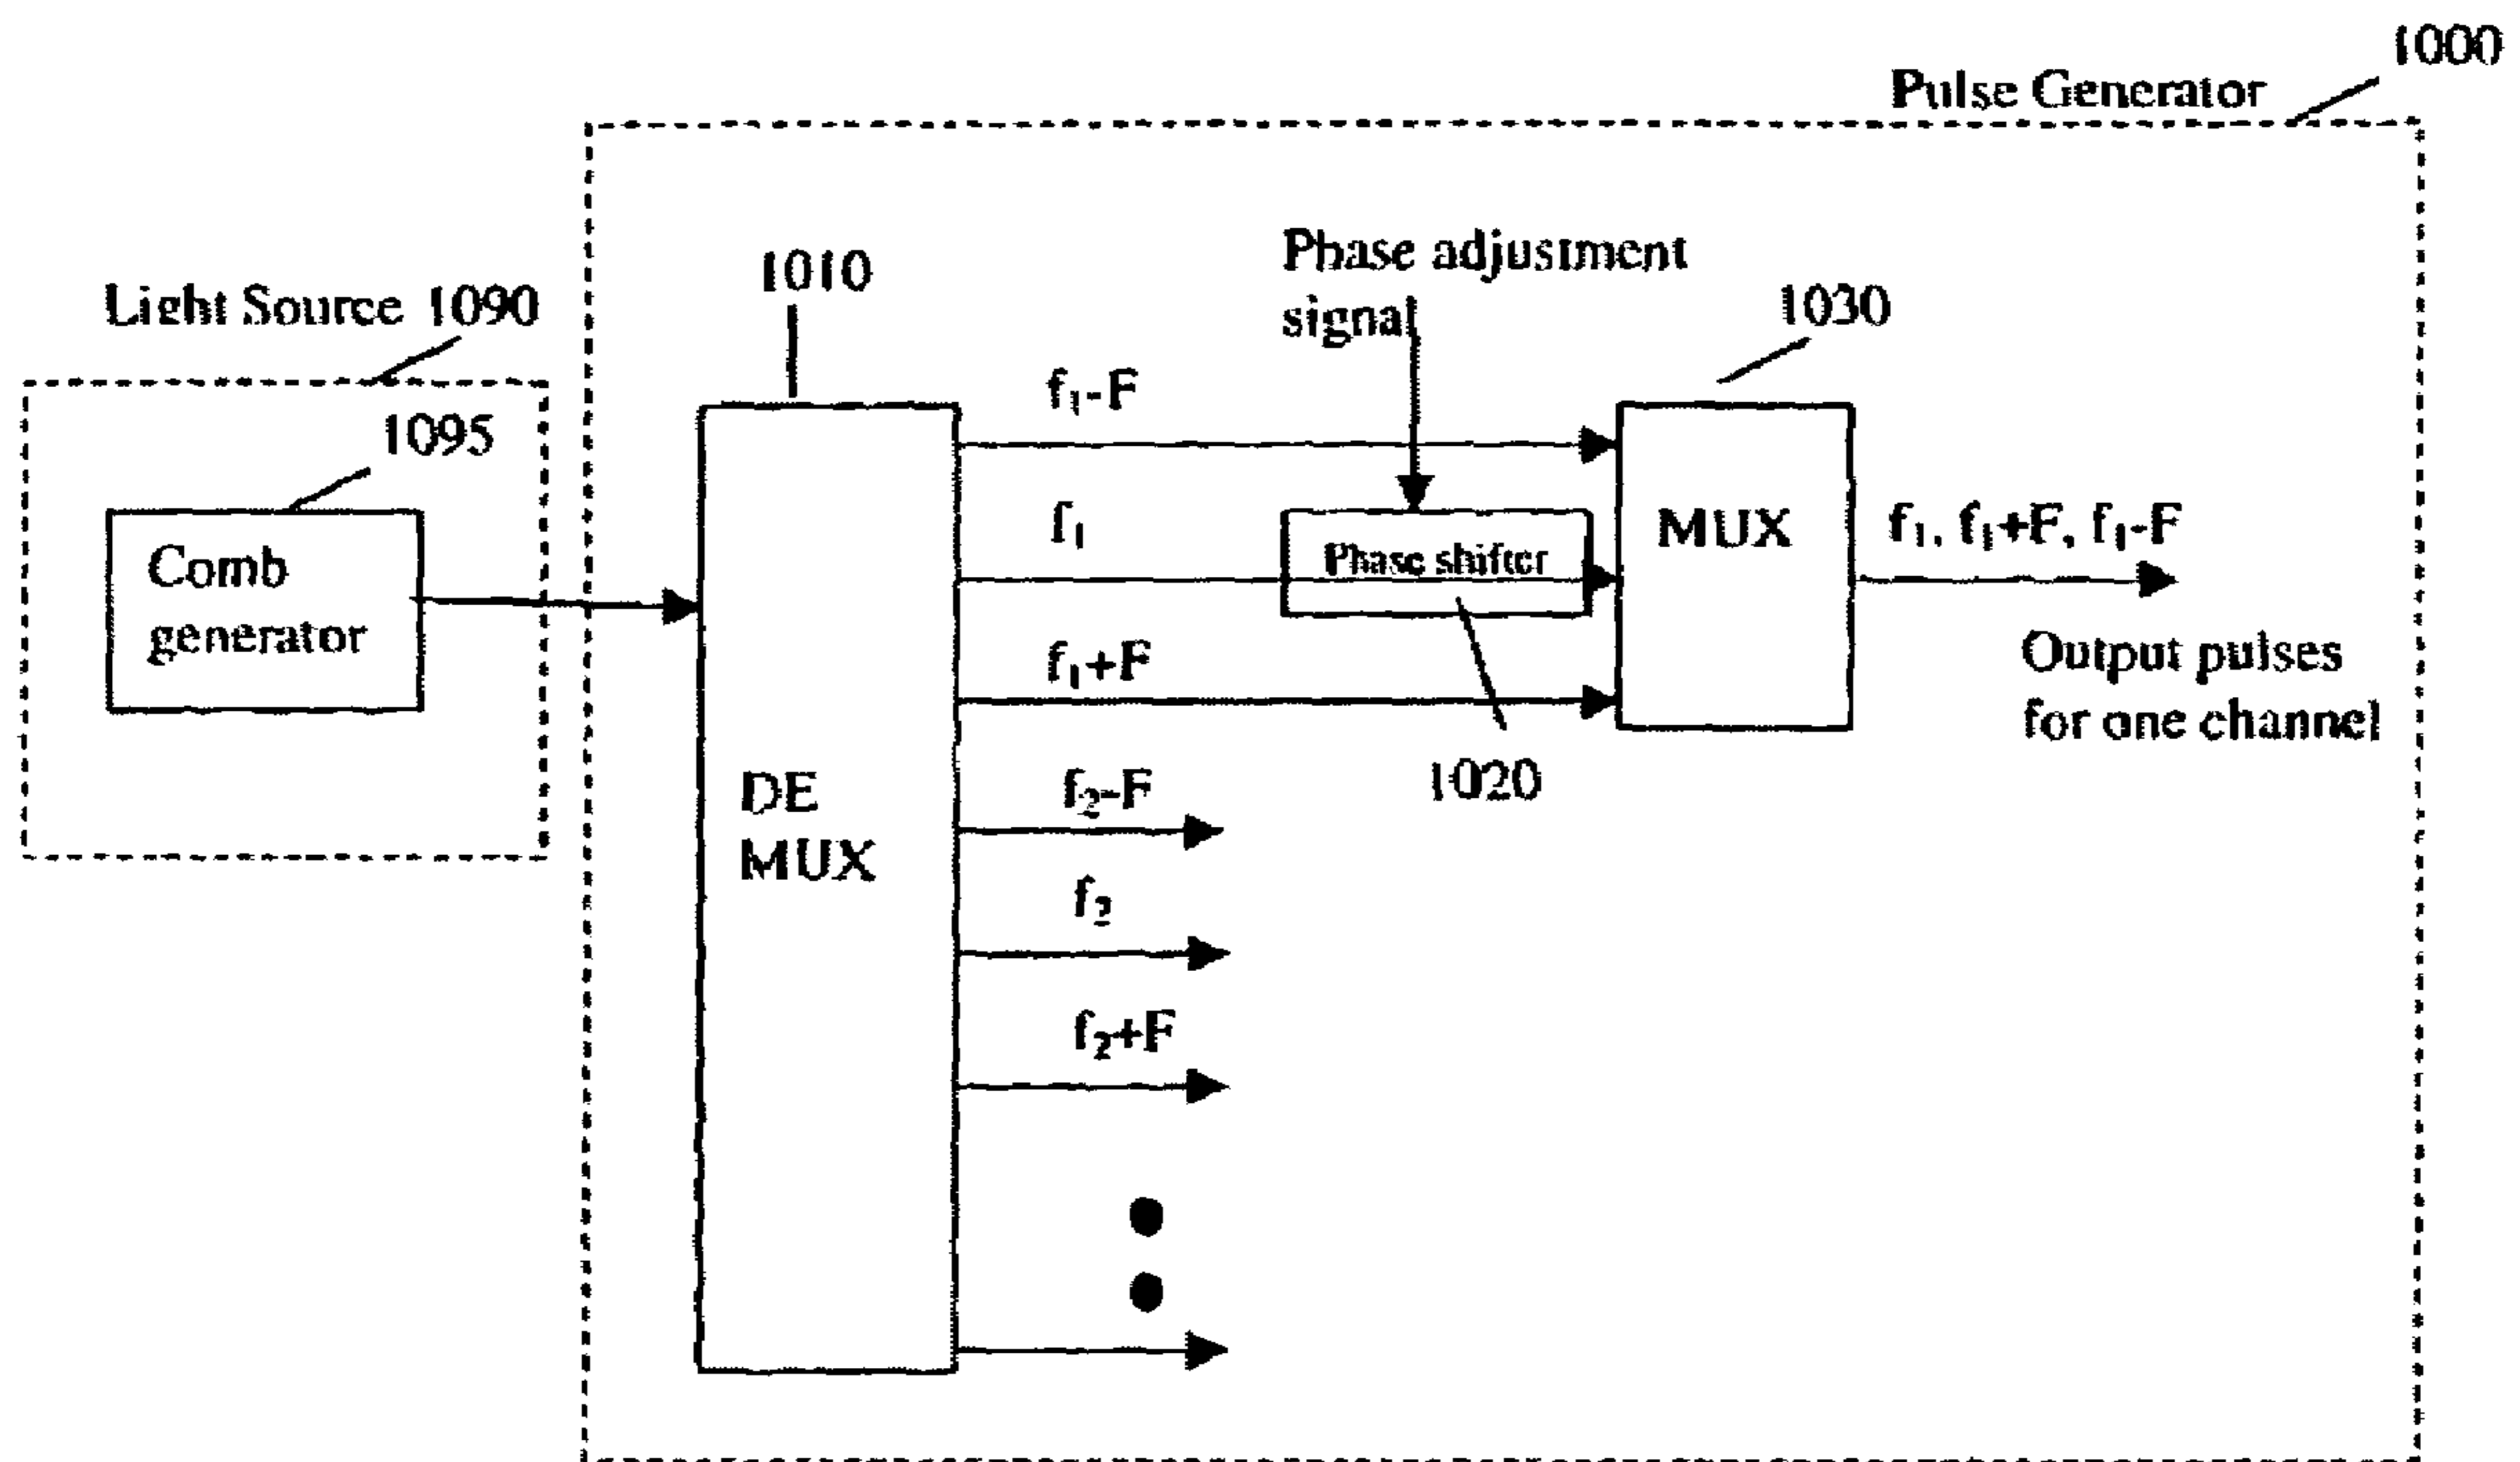 1000
Pulse Generator
1010
Phase adjustment
signal
Light Source 1090
1030
1095
f₁-F
f₁
Phase shifter
MUX
f₁, f₁+F, f₁-F
Comb
generator
f₁+F
Output pulses
for one channel
1020
DE
MUX
f₂-F
f₂
f₂+F